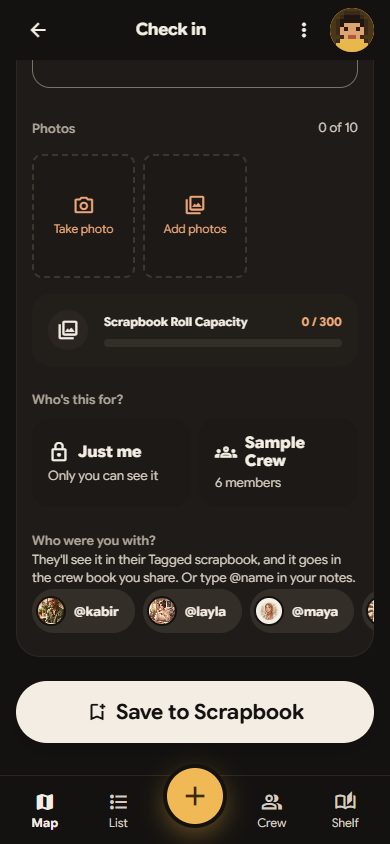 Check in
Photos
0 of 10
Take photo
Add photos
Scrapbook Roll Capacity
0 / 300
Who's this for?
Just me
Only you can see it
Sample
Crew
6 members
Who were you with?
They'll see it in their Tagged scrapbook, and it goes in
the crew book you share. Or type @name in your notes.
@kabir
@layla
@maya
Save to Scrapbook
Map
List
Crew
Shelf